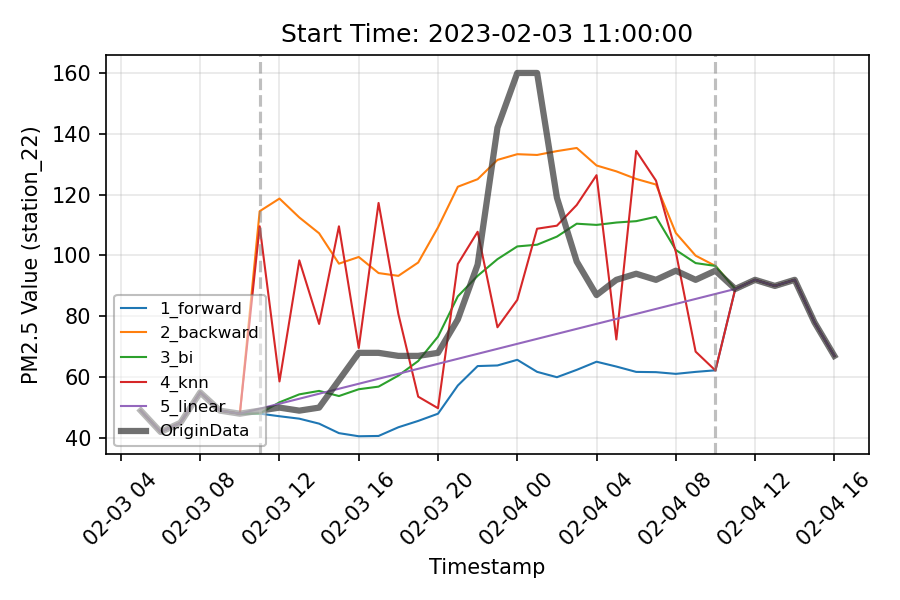 Start Time: 2023-02-03 11:00:00
PM2.5 Value (station_22)
160
140
120
100
80
60
40
1_forward
2_backward
3_bi
4_knn
5_linear
OriginData
02-03 04
02-03 08
02-03 12
02-03 16
02-03 20
02-04 00
02-04 04
02-04 08
02-04 12
02-04 16
Timestamp